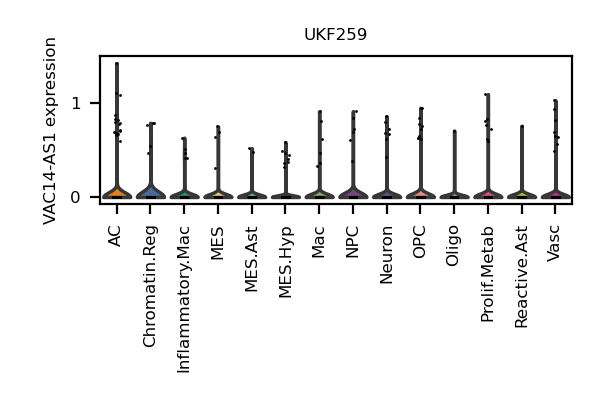 UKF259
VAC14-AS1 expression
1
0
AC
Chromatin.Reg
Inflammatory.Mac
MES
MES.Ast
MES.Hyp
Mac
NPC
Neuron
OPC
Oligo
Prolif.Metab
Reactive.Ast
Vasc